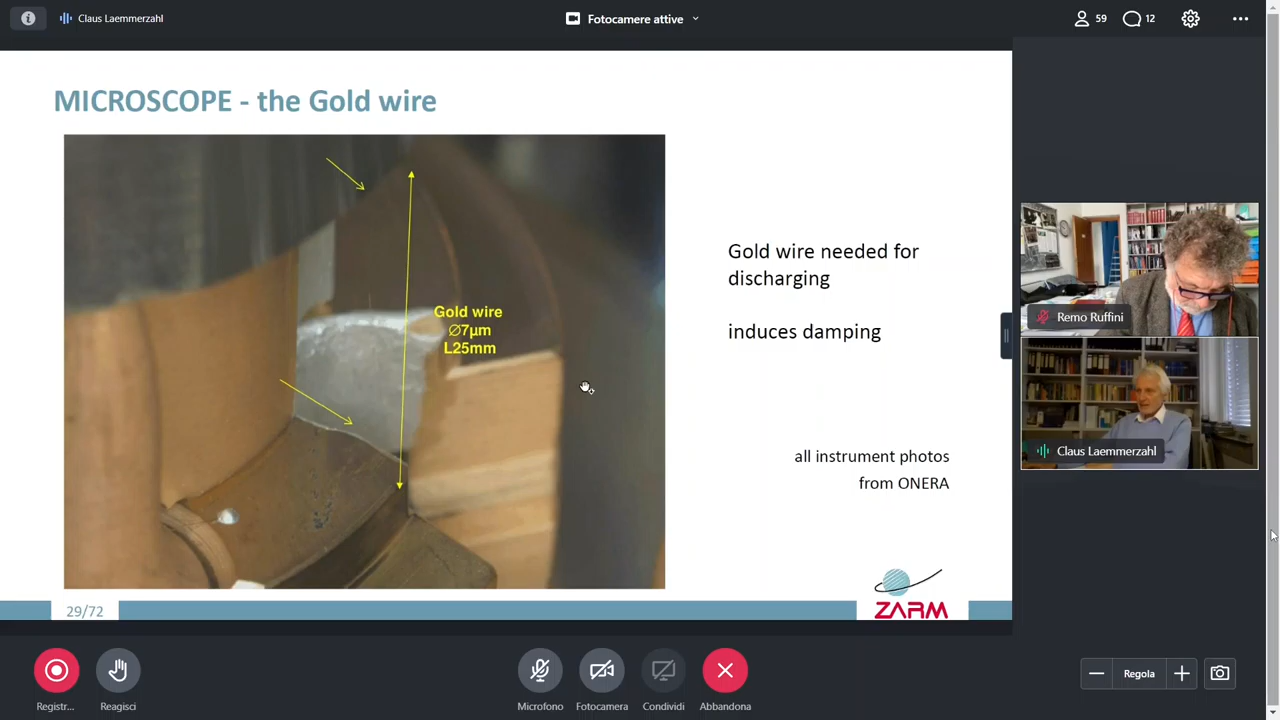 Claus Laemmerzahl
Fotocamere attive
59
12
MICROSCOPE - the Gold wire
Gold wire
∅7µm
L25mm
Gold wire needed for
discharging
induces damping
all instrument photos
from ONERA
29/72
ZARM
Remo Ruffini
Claus Laemmerzahl
Registr...
Reagisci
Microfono
Fotocamera
Condividi
Abbandona
Regola